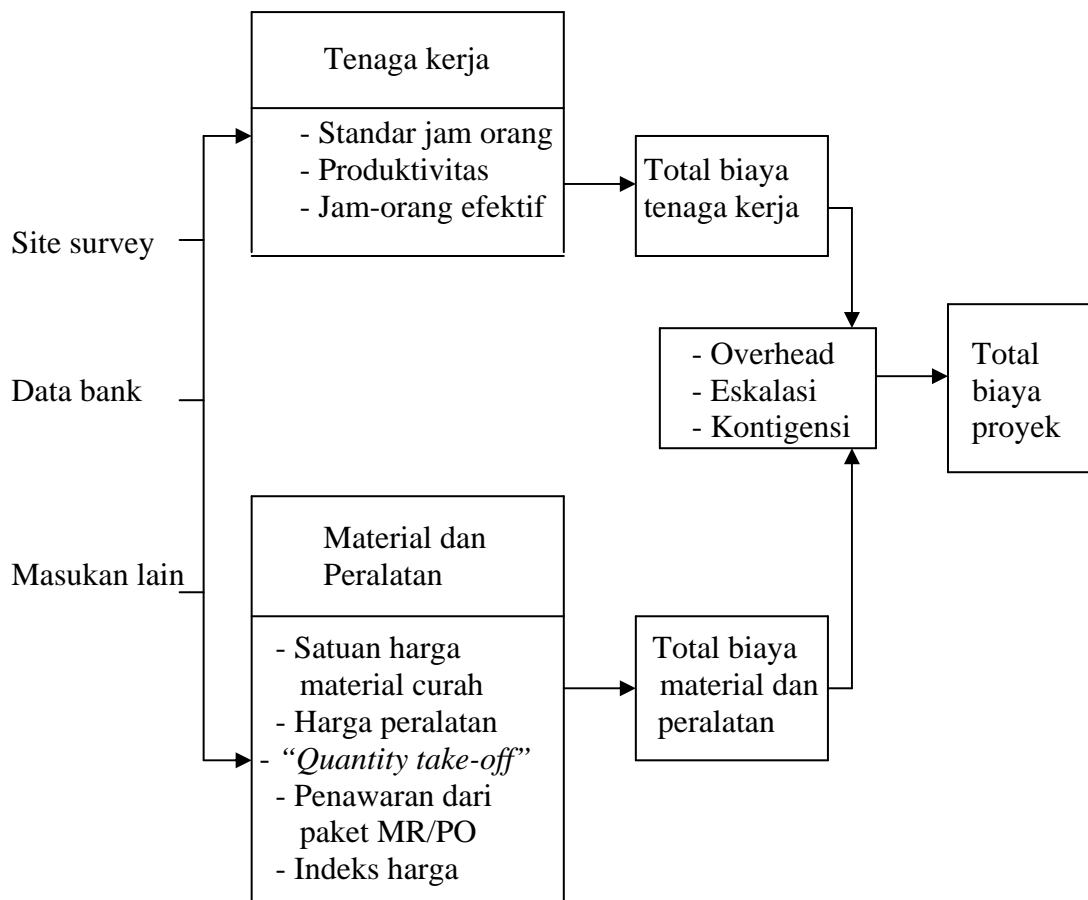 Site survey
Data bank
Masukan lain
Tenaga kerja
- Standar jam orang
- Produktivitas
- Jam-orang efektif
Total biaya
tenaga kerja
Material dan
Peralatan
- Satuan harga
material curah
- Harga peralatan
- “Quantity take-off”
- Penawaran dari
paket MR/PO
- Indeks harga
Total biaya
material dan
peralatan
- Overhead
- Eskalasi
- Kontigensi
Total
biaya
proyek